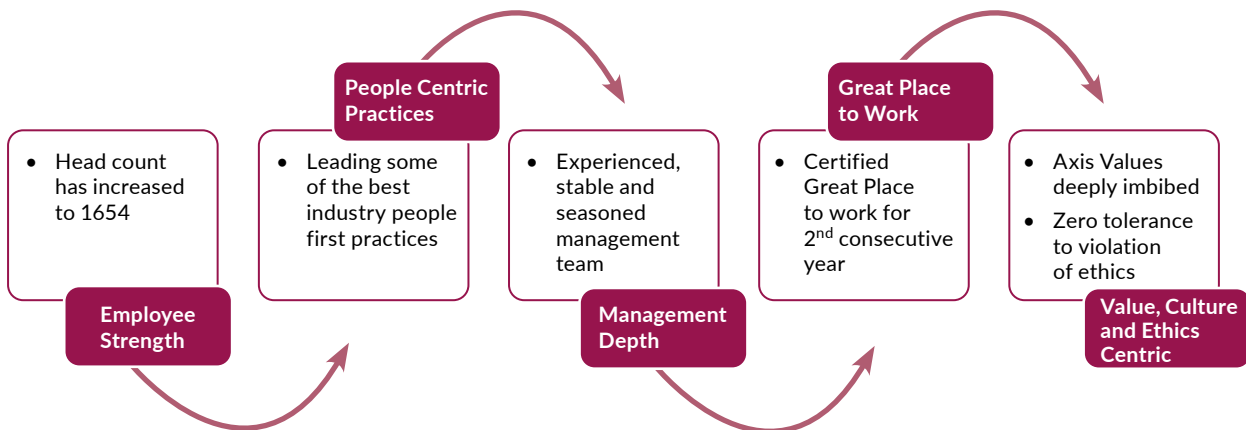 • Head count
has increased
to 1654
Employee
Strength
People Centric
Practices
• Leading some
of the best
industry people
first practices
• Experienced,
stable and
seasoned
management
team
Management
Depth
Great Place
to Work
• Certified
Great Place
to work for
2nd consecutive
year
• Axis Values
deeply imbibed
• Zero tolerance
to violation
of ethics
Value, Culture
and Ethics
Centric